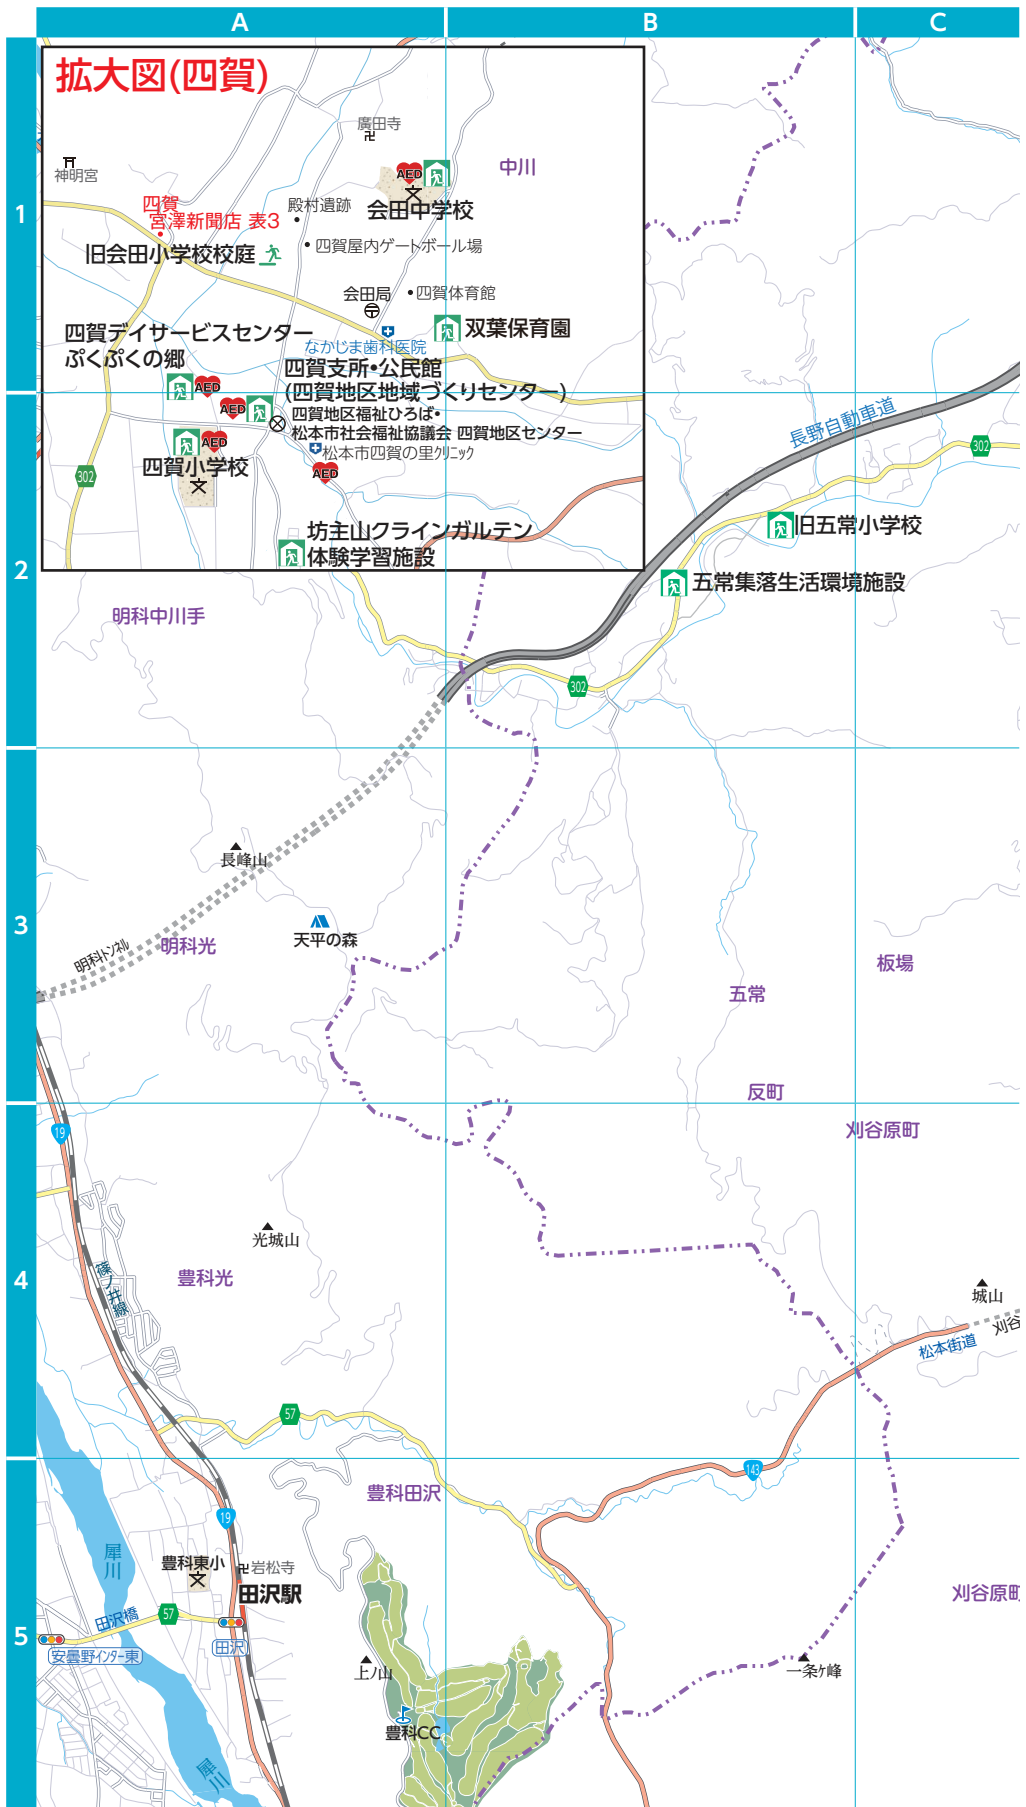 A
B
C
拡大図(四賀)
廣田寺
中川
AED
神明宮
四賀
宮澤新聞店 表3
殿村遺跡
会田中学校
1
旧会田小学校校庭
四賀屋内ゲートボール場
会田局
四賀体育館
双葉保育園
四賀デイサービスセンター
ぷくぷくの郷
なかじま歯科医院
四賀支所・公民館
(四賀地区地域づくりセンター)
AED
AED
四賀地区福祉ひろば・
松本市社会福祉協議会 四賀地区センター
AED
松本市四賀の里クリニック
四賀小学校
AED
302
長野自動車道
302
坊主山クラインガルテン
体験学習施設
旧五常小学校
2
五常集落生活環境施設
明科中川手
302
長峰山
3
天平の森
明科トンネル
明科光
板場
五常
反町
刈谷原町
19
光城山
豊科光
篠ノ井線
4
城山
刈谷
松本街道
57
143
豊科田沢
19
犀川
豊科東小
岩松寺
田沢駅
刈谷原町
57
田沢橋
5
安曇野インター東
田沢
上ノ山
一条ケ峰
豊科CC
犀川